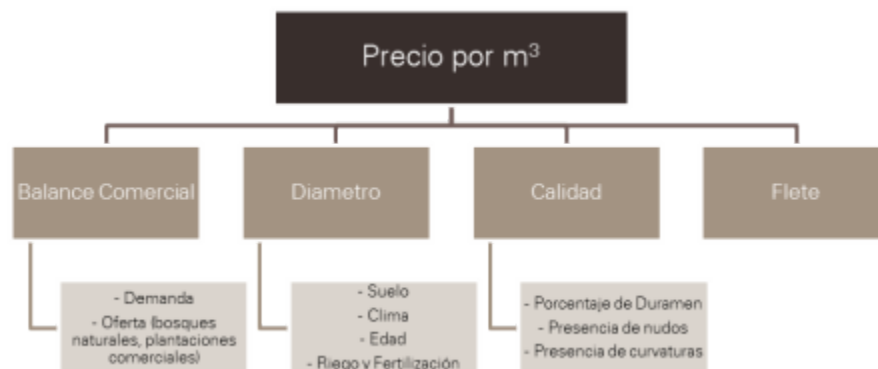 Precio por m³
Balance Comercial
Diametro
Calidad
Flete
- Demanda
- Oferta (bosques
naturales, plantaciones
comerciales)
- Suelo
- Clima
- Edad
- Riego y Fertilización
- Porcentaje de Duramen
- Presencia de nudos
- Presencia de curvaturas